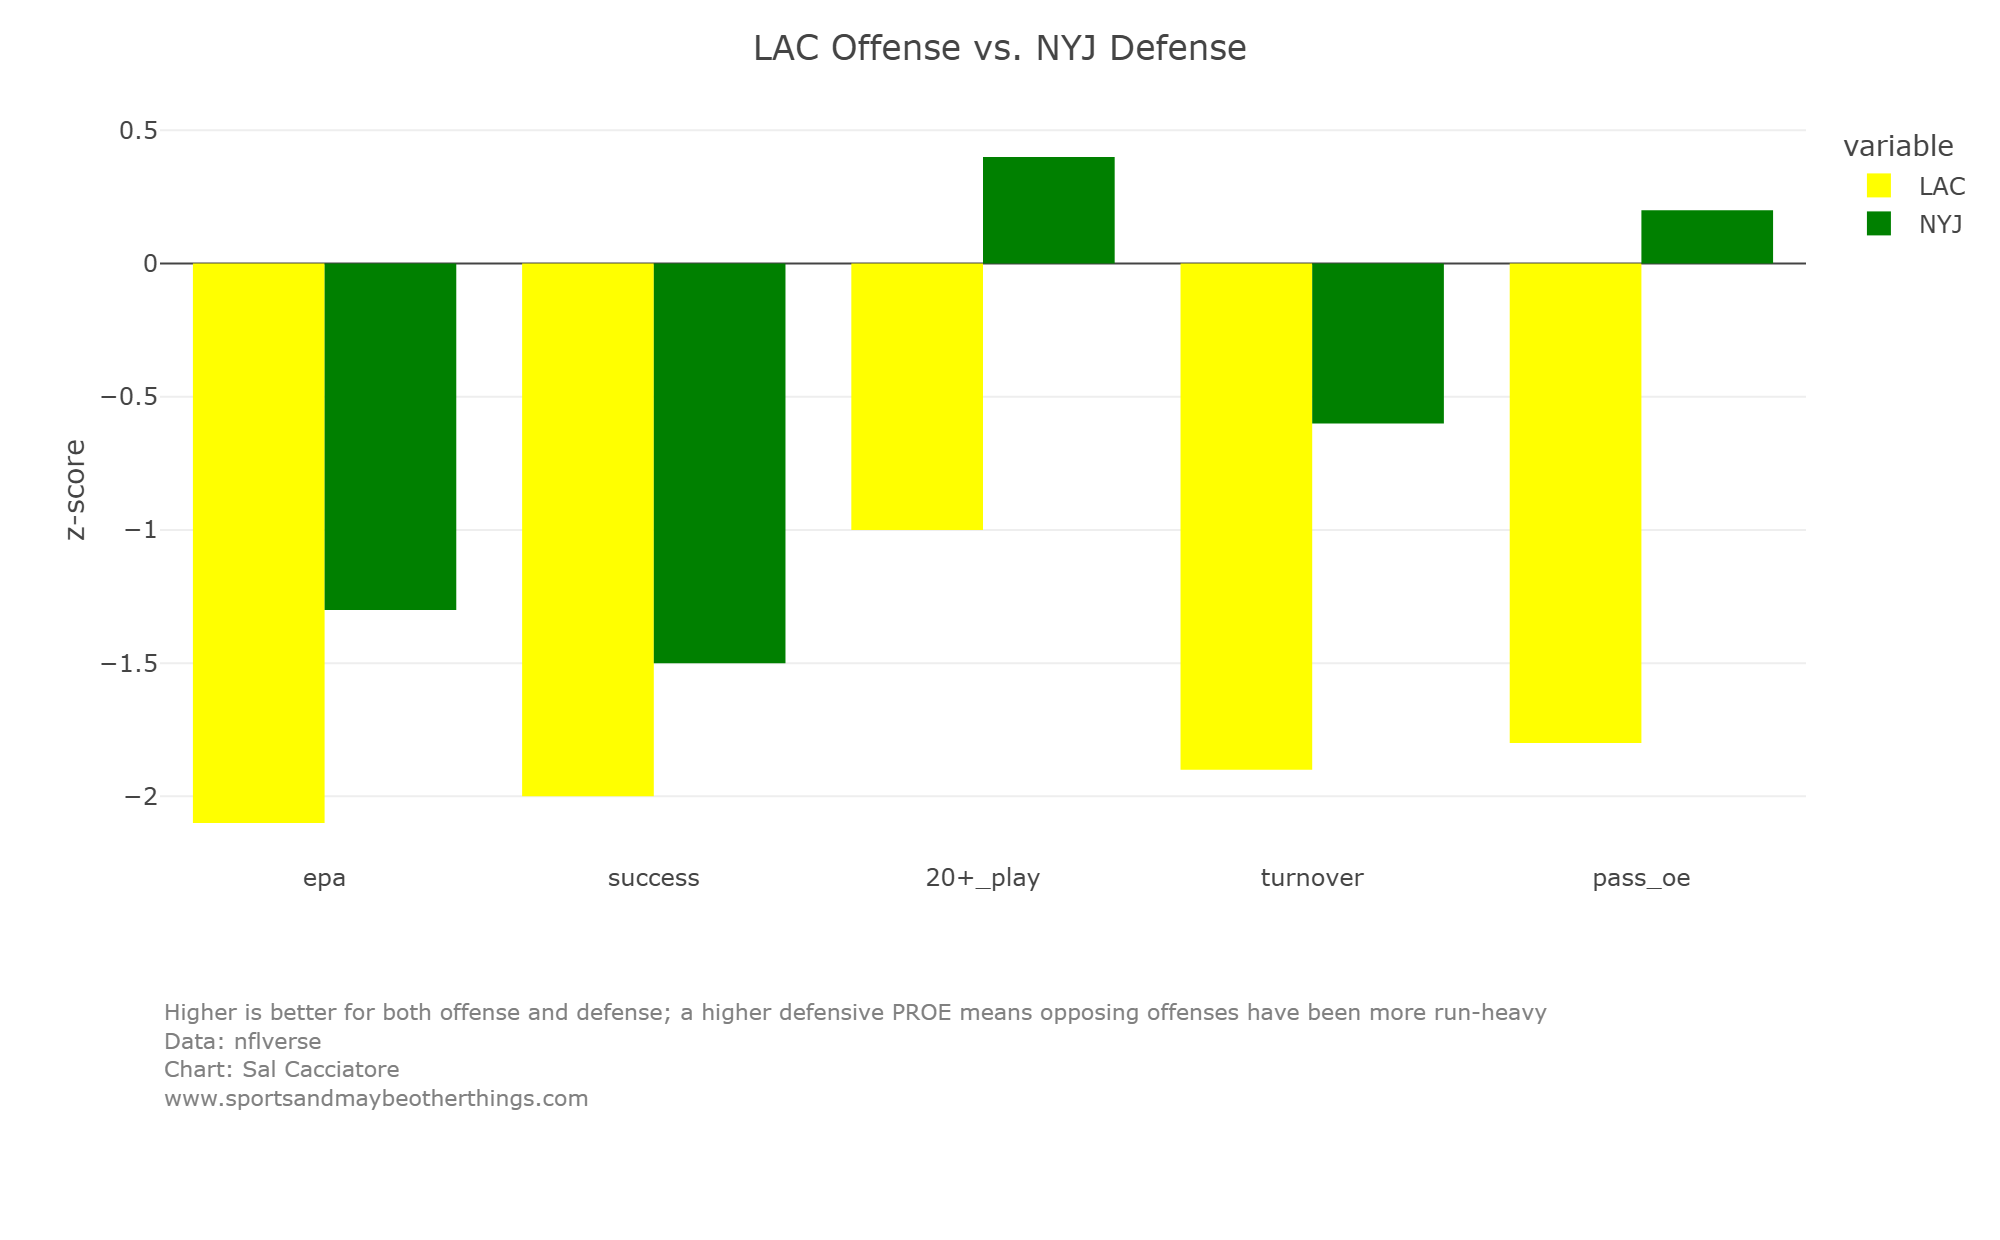 LAC Offense vs. NYJ Defense
0.5
0
−0.5
−1
−1.5
−2
z-score
epa
success
20+_play
turnover
pass_oe
variable
LAC
NYJ
Higher is better for both offense and defense; a higher defensive PROE means opposing offenses have been more run-heavy
Data: nflverse
Chart: Sal Cacciatore
www.sportsandmaybeotherthings.com